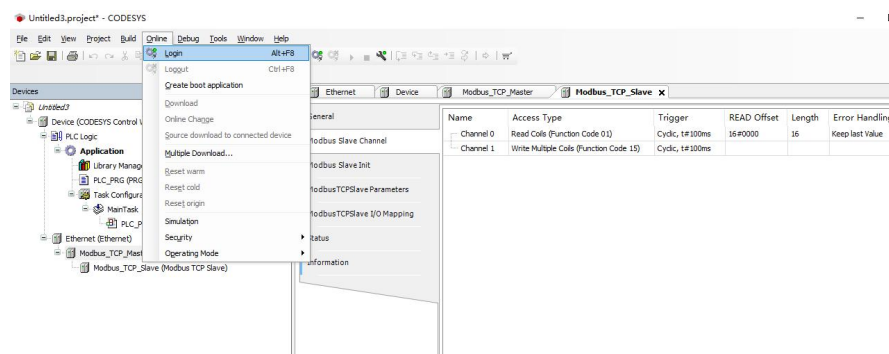 Untitled3.project* - CODESYS
File Edit View Project Build Online Debug Tools Window Help
Login Alt+F8
Logout Ctrl+F8
Create boot application
Download
Online Change
Source download to connected device
Multiple Download...
Reset warm
Reset cold
Reset origin
Simulation
Security
Operating Mode
Devices
Untitled3
Device (CODESYS Control
PLC Logic
Application
Library Manag
PLC_PRG (PRG
Task Configura
MainTask
PLC_P
Ethernet (Ethernet)
Modbus_TCP_Mast
Modbus_TCP_Slave (Modbus TCP Slave)
Ethernet Device Modbus_TCP_Master Modbus_TCP_Slave
General
Modbus Slave Channel
Modbus Slave Init
ModbusTCPSlave Parameters
ModbusTCPSlave I/O Mapping
Status
Information
Name Access Type Trigger READ Offset Length Error Handling
Channel 0 Read Coils (Function Code 01) Cyclic, t#100ms 16#0000 16 Keep last Value
Channel 1 Write Multiple Coils (Function Code 15) Cyclic, t#100ms